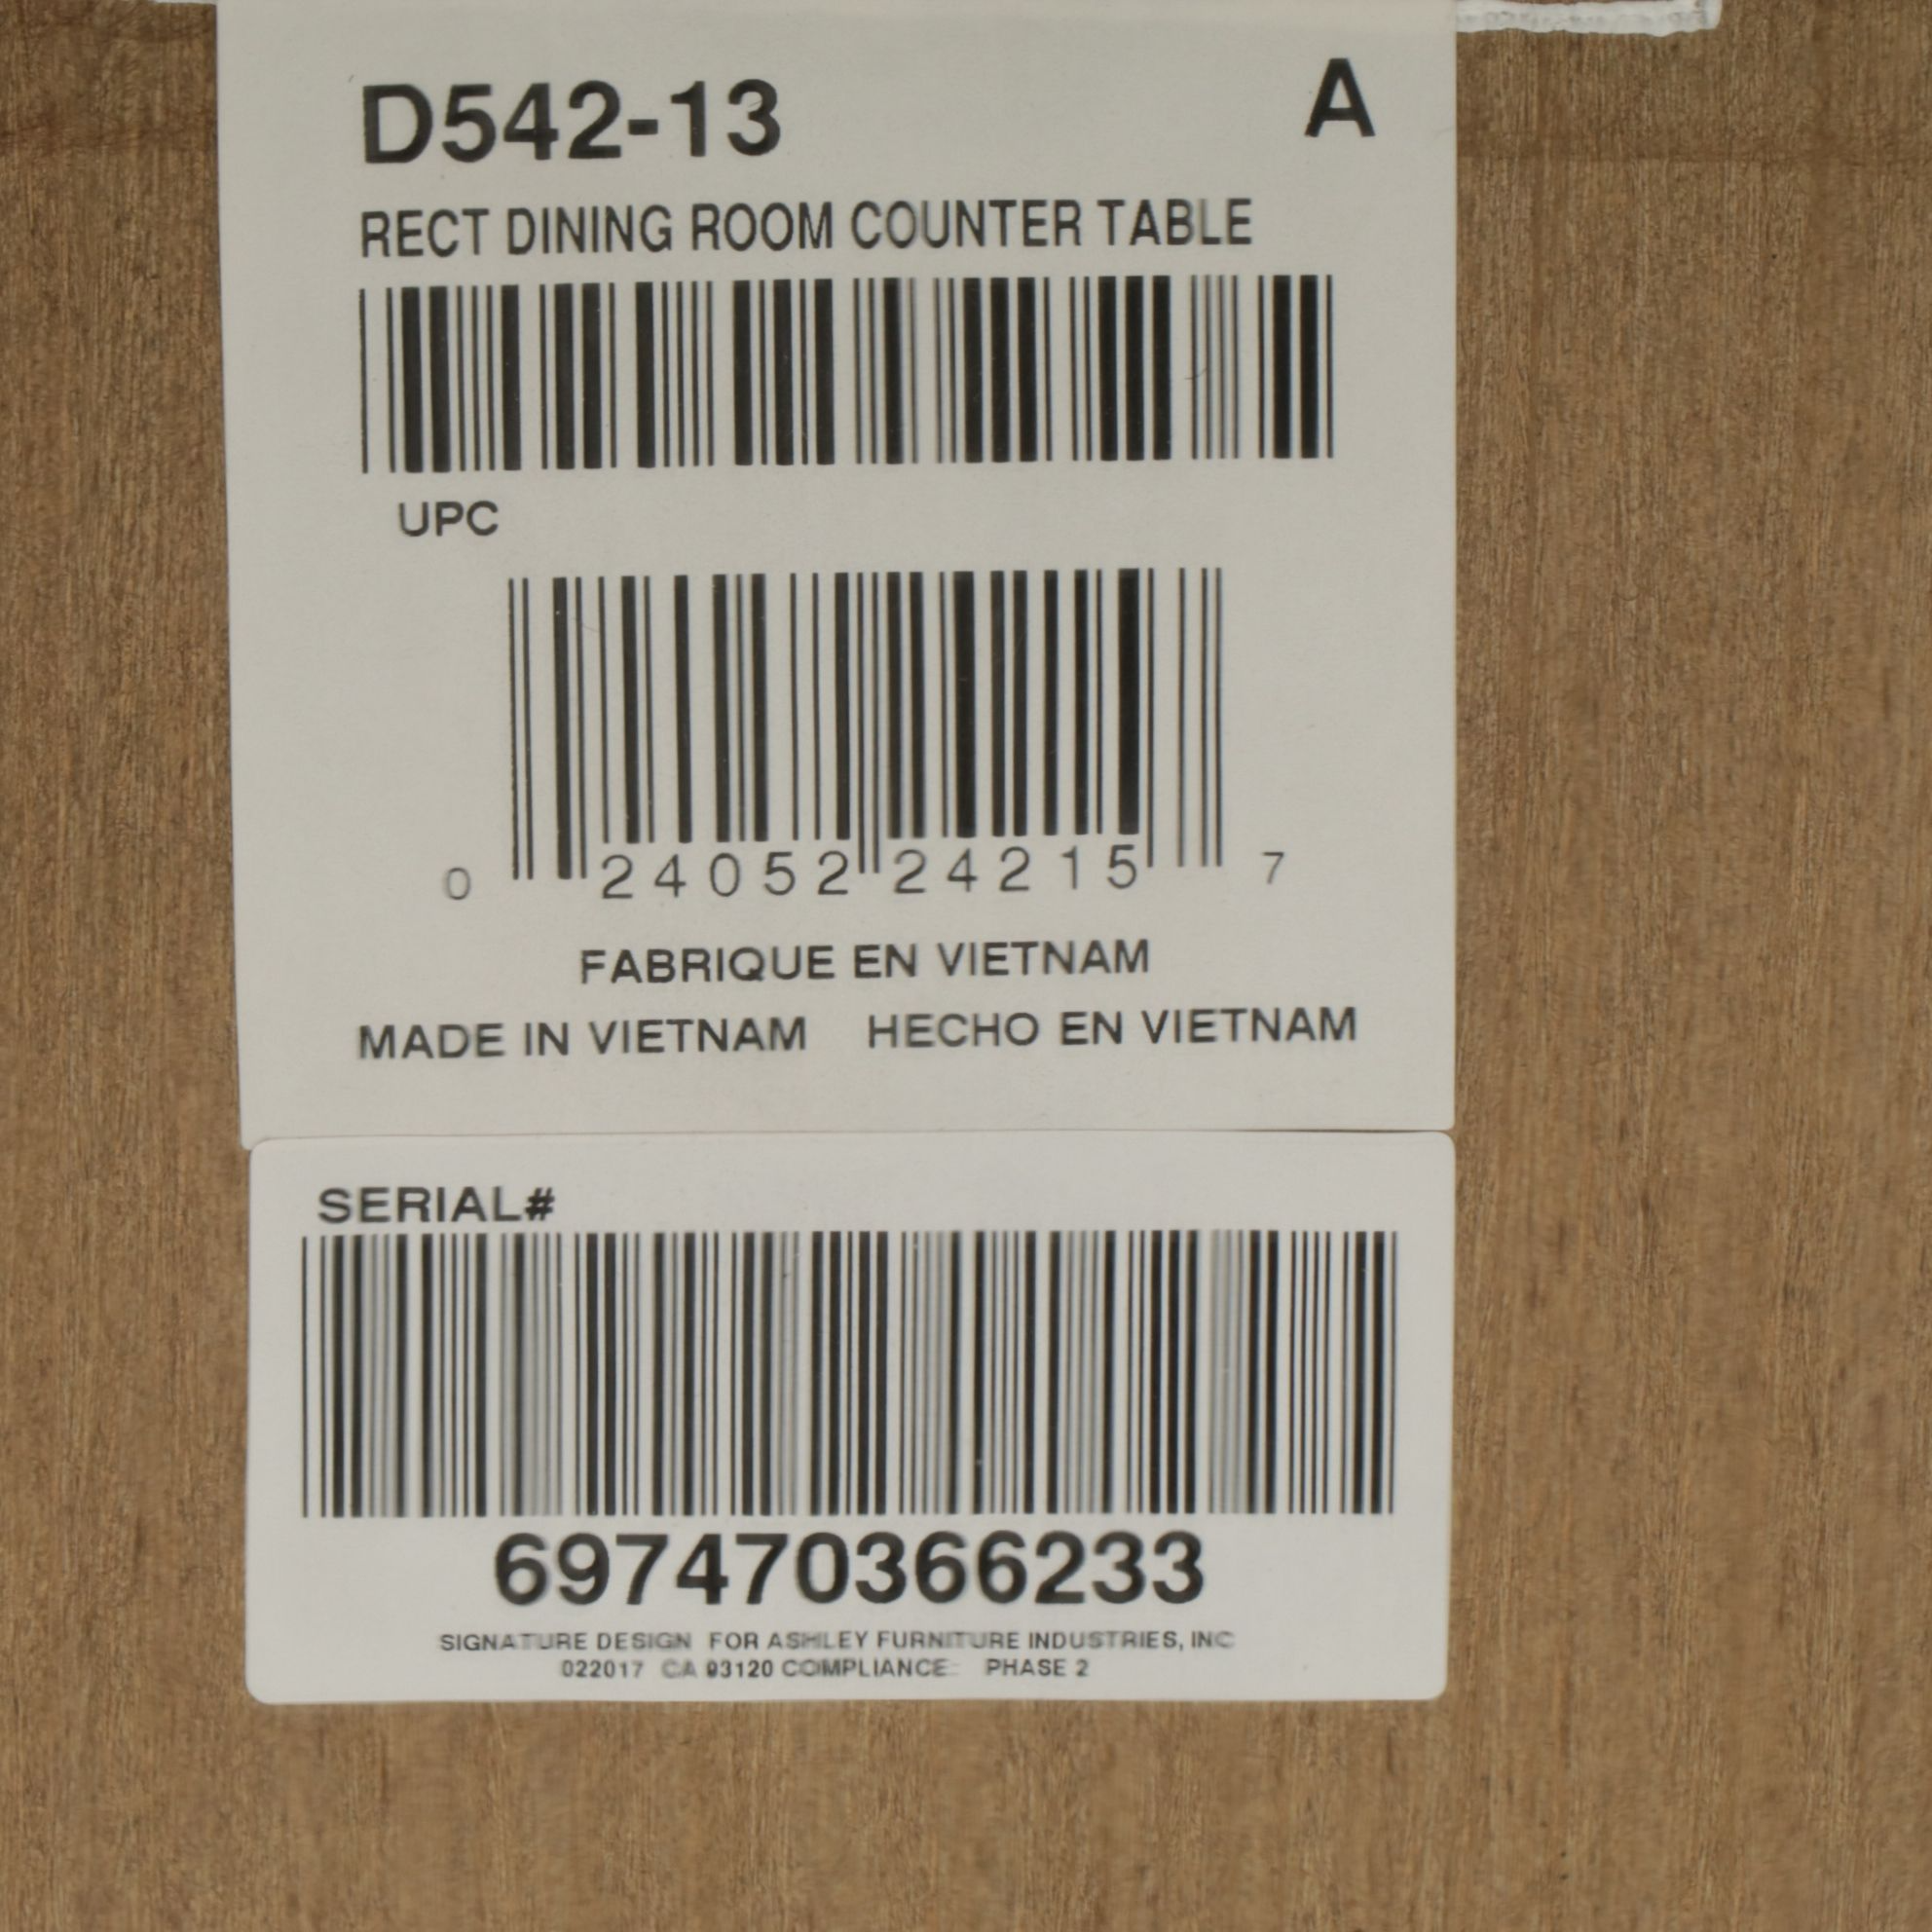 D542-13 A
RECT DINING ROOM COUNTER TABLE
UPC
0 24052 24215 7
FABRIQUE EN VIETNAM
MADE IN VIETNAM HECHO EN VIETNAM
SERIAL#
697470366233
SIGNATURE DESIGN FOR ASHLEY FURNITURE INDUSTRIES, INC
022017 CA 93120 COMPLIANCE PHASE 2